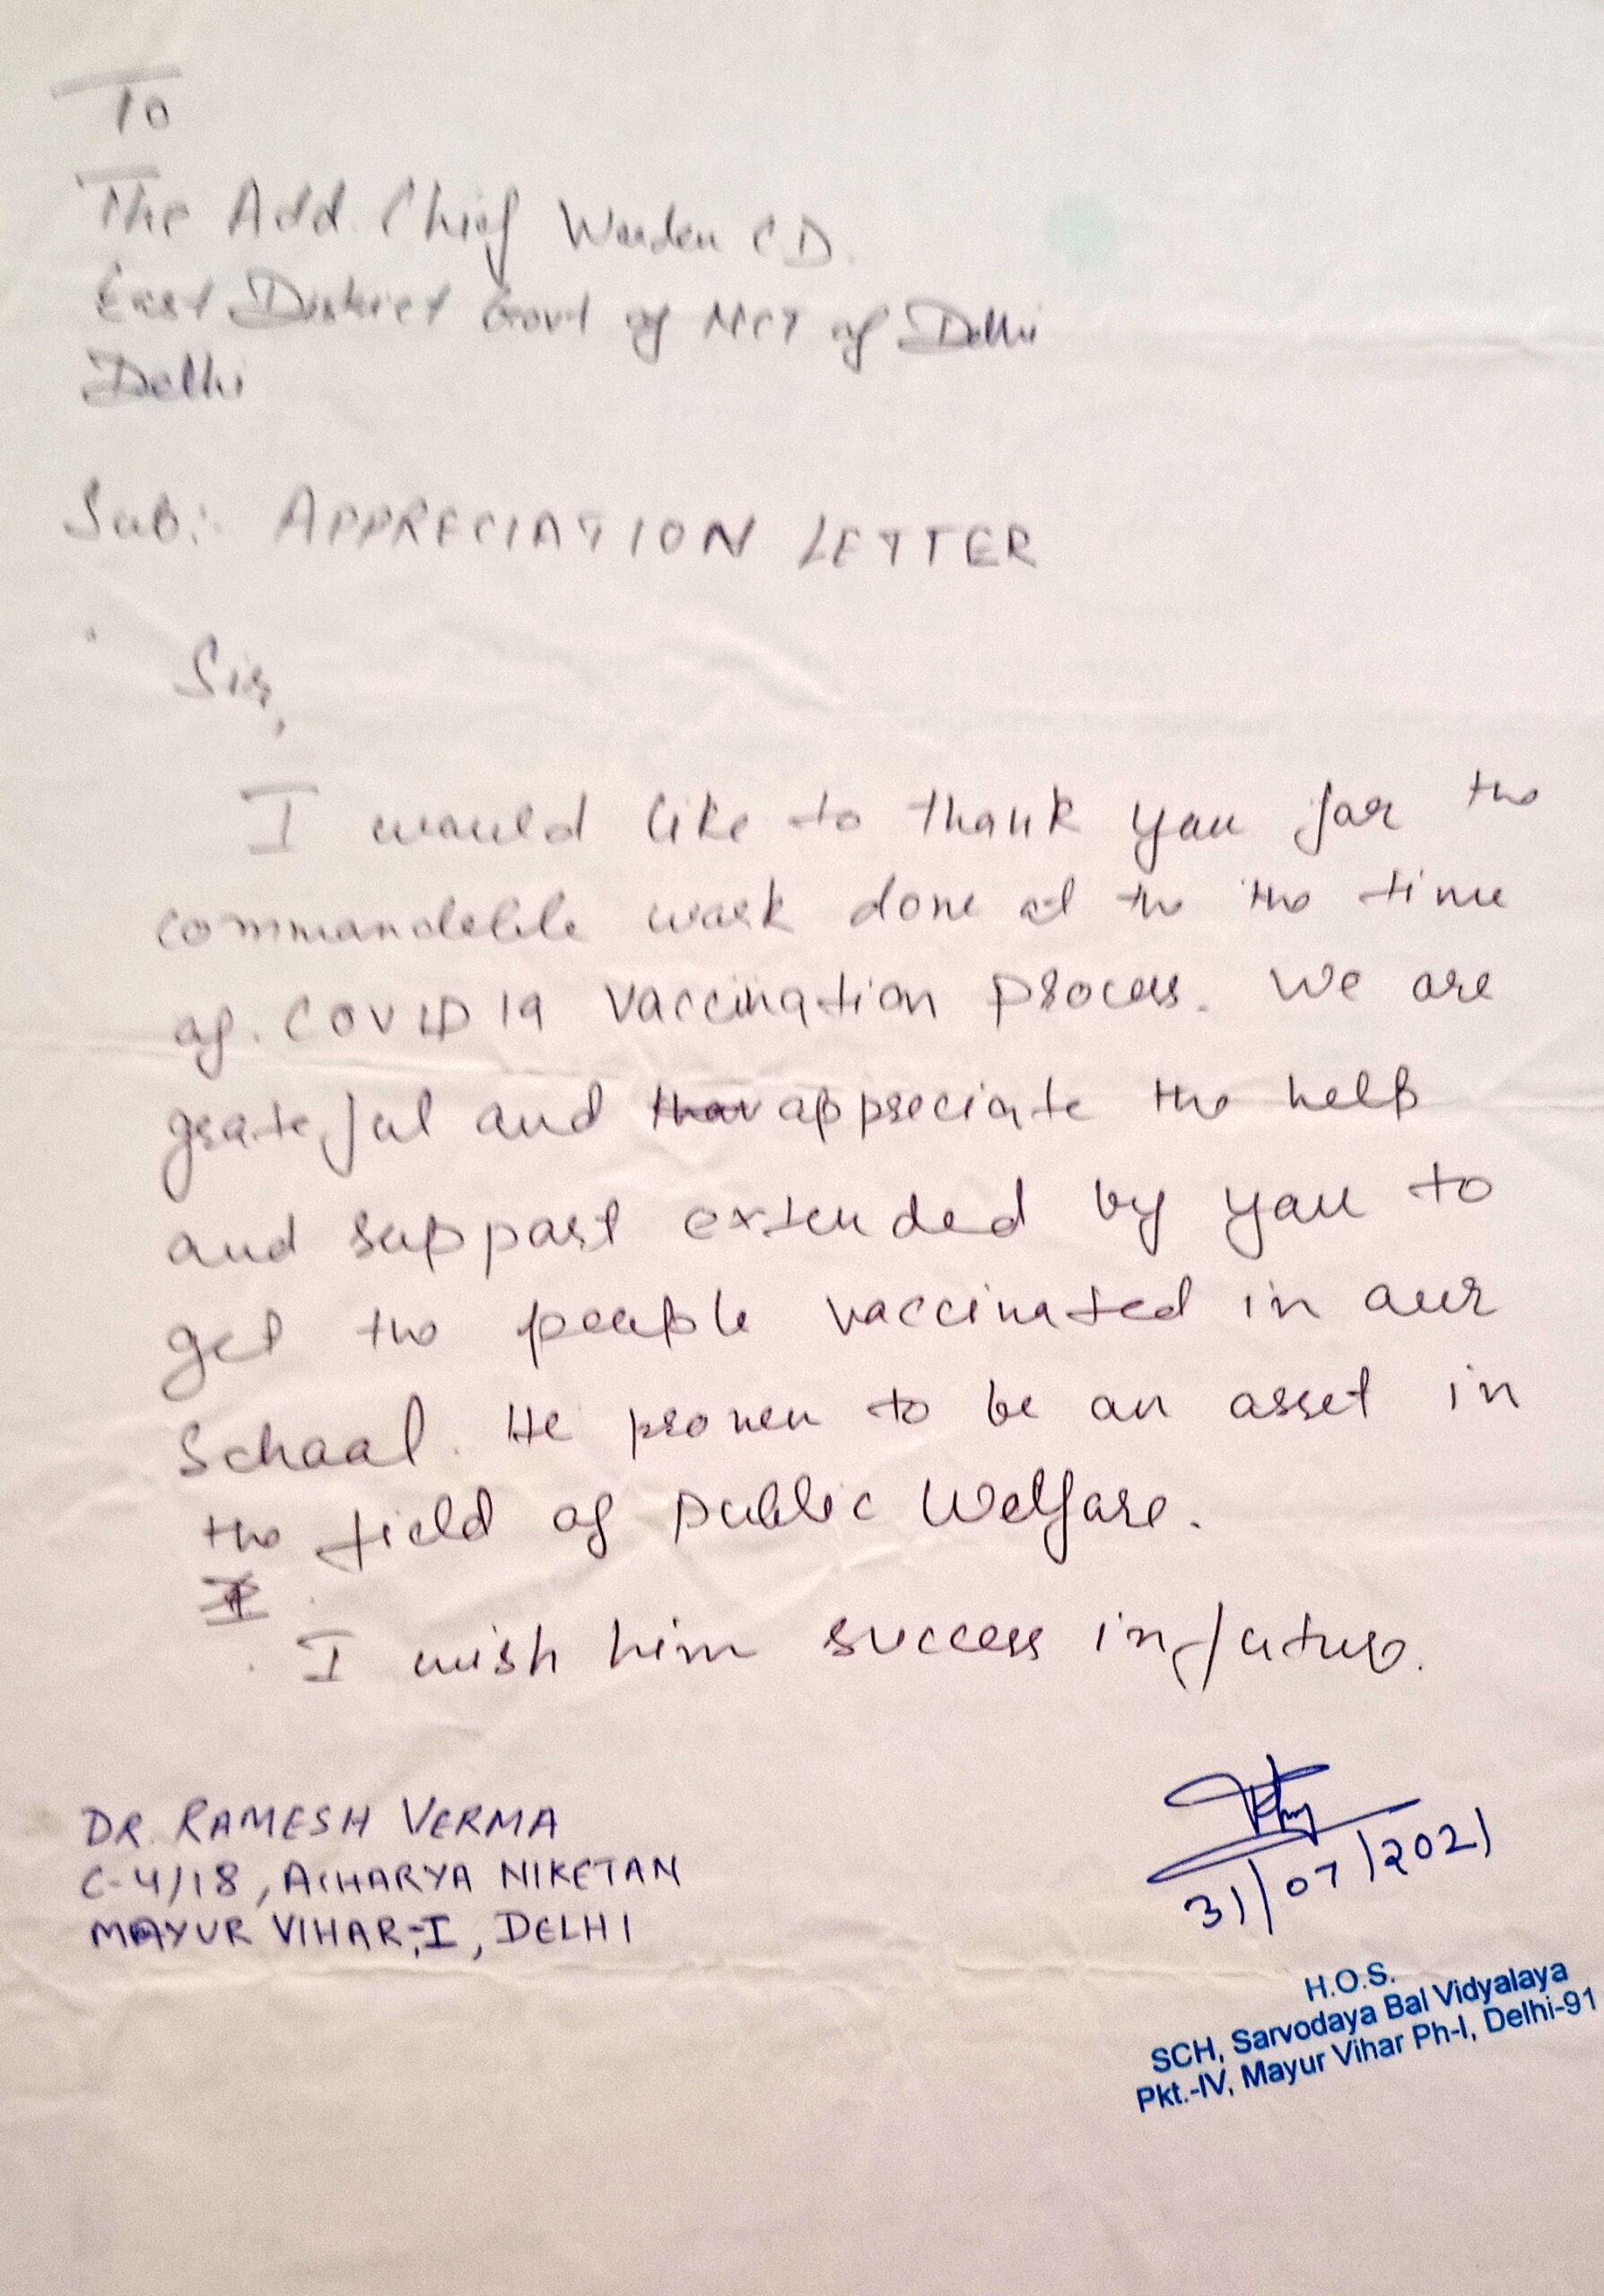 To
The Add. Chief Warden CD.
East District Govt of NCT of Delhi
Delhi
Sub:- APPRECIATION LETTER
Sir,
I would like to thank you for the
commandeble work done at the the time
of. COVID 19 vaccination process. We are
grateful and appreciate the help
and support extended by you to
get the people vaccinated in our
School. He proven to be an asset in
the field of public Welfare.
I wish him success in future.
DR. RAMESH VERMA
C-4/18, ACHARYA NIKETAN
MAYUR VIHAR-I, DELHI
31/07/2021
H.O.S.
SCH, Sarvodaya Bal Vidyalaya
Pkt.-IV, Mayur Vihar Ph-I, Delhi-91